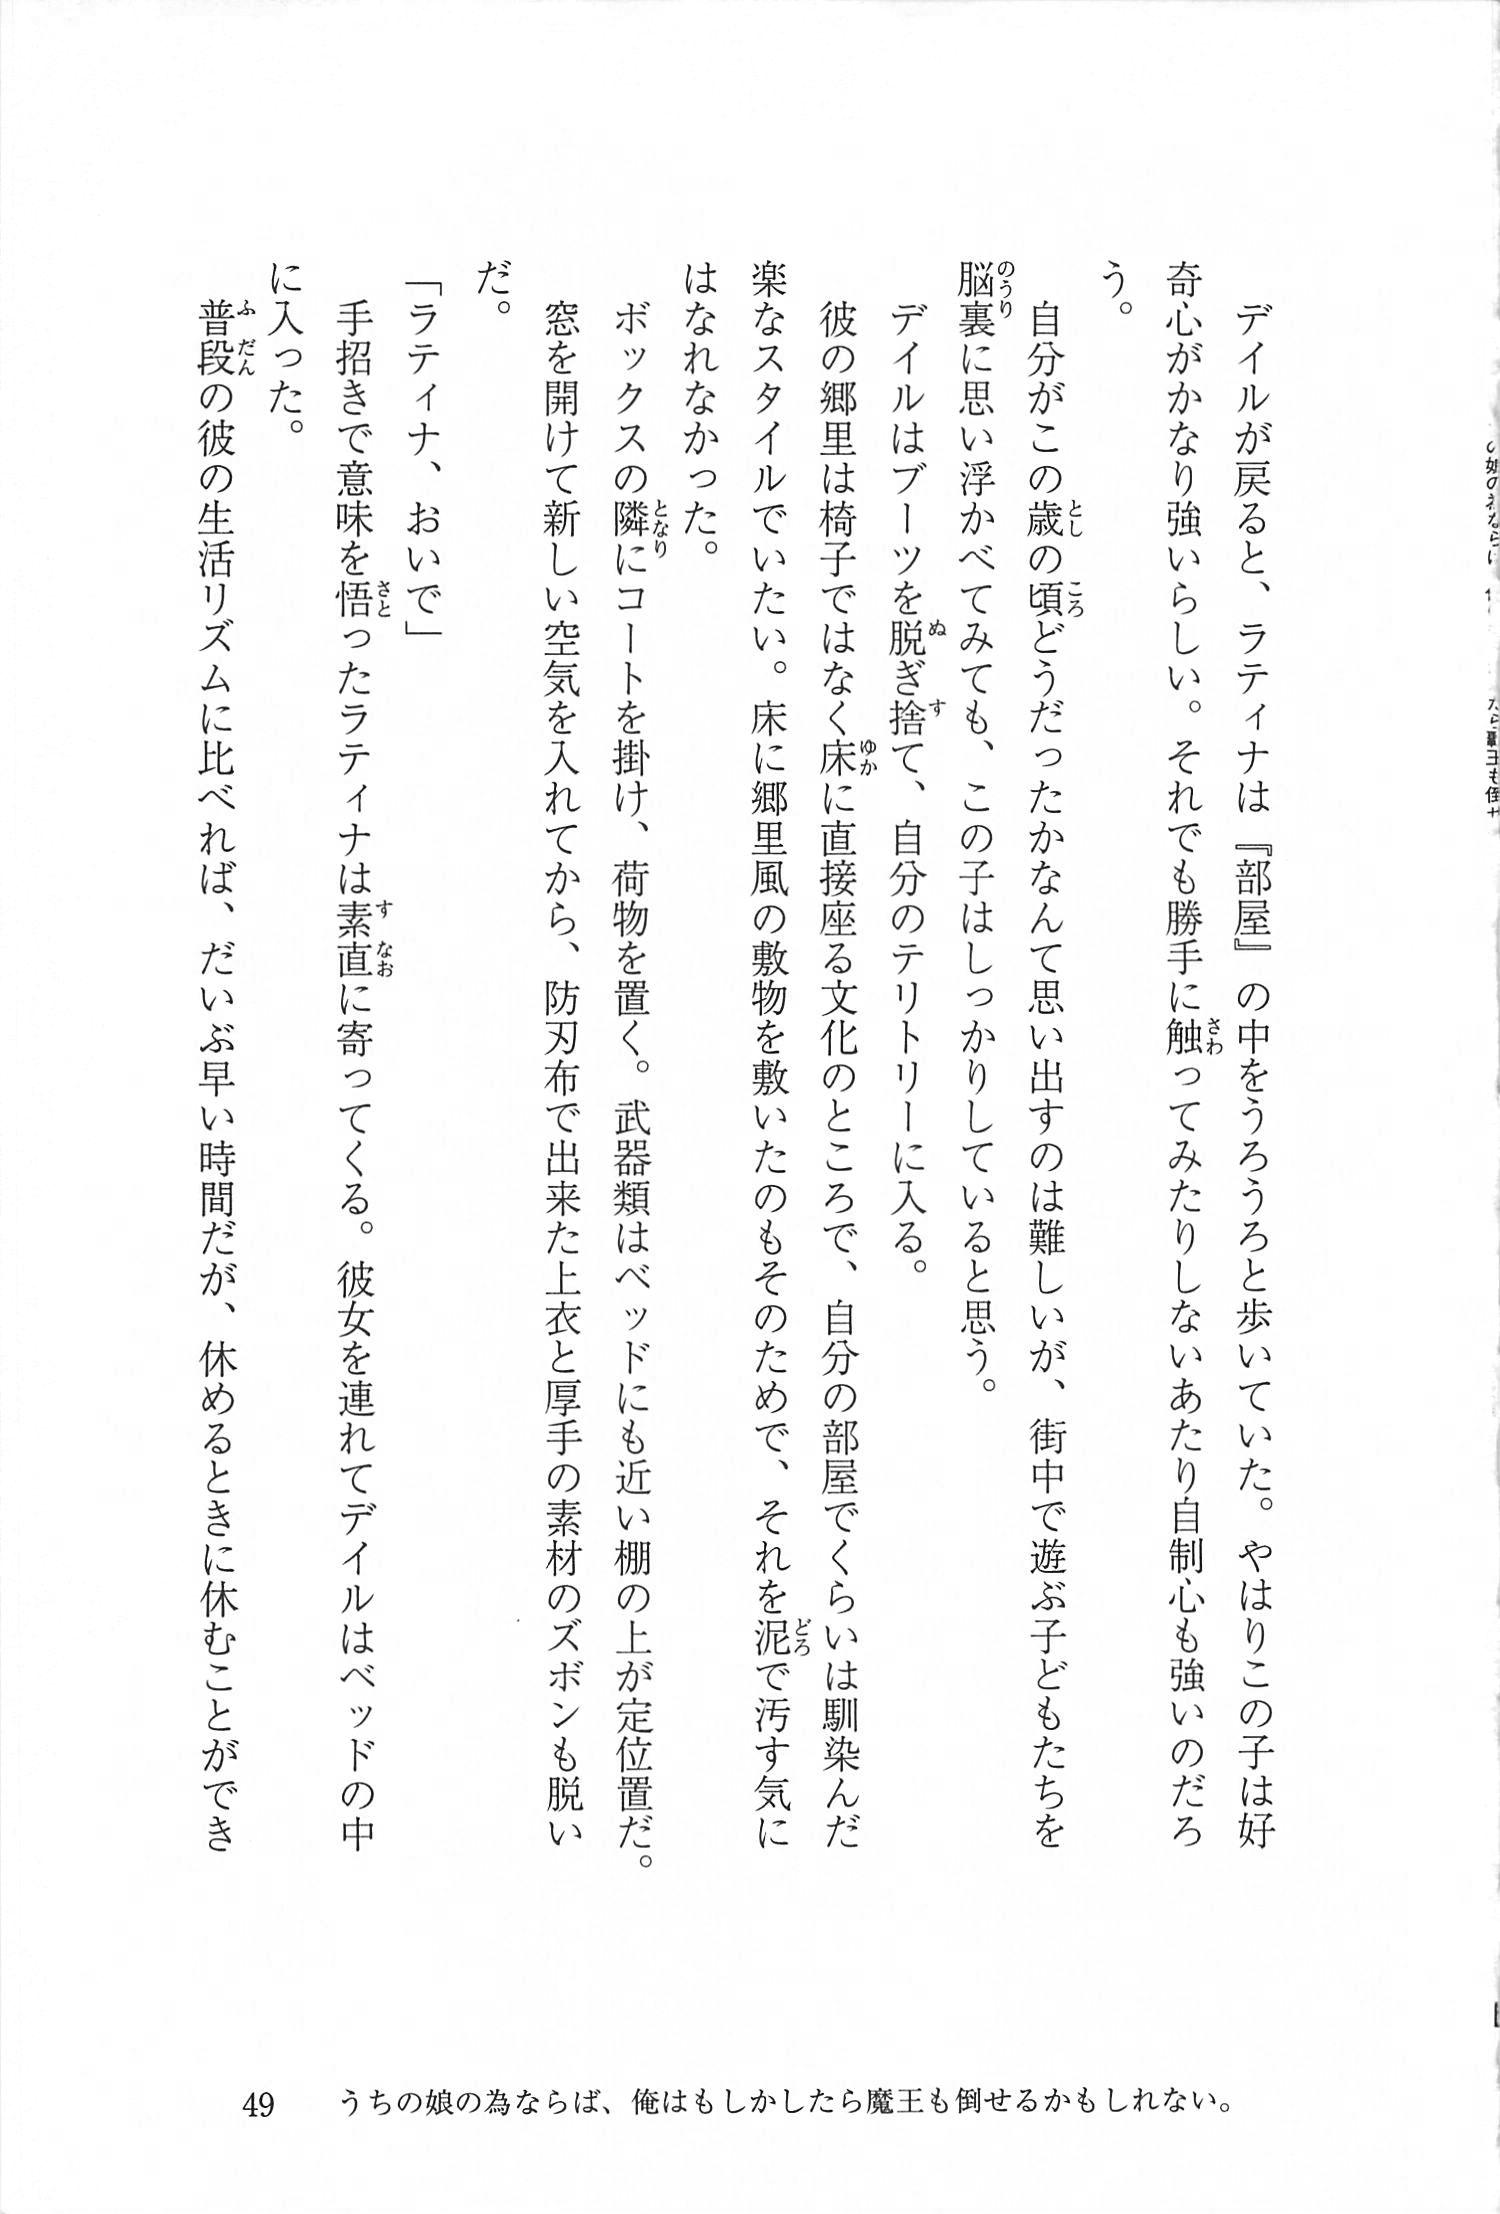 デイルが戻ると、ラティナは『部屋』の中をうろうろと歩いていた。やはりこの子は好
奇心がかなり強いらしい。それでも勝手に触ってみたりしないあたり自制心も強いのだろ
う。
自分がこの歳の頃どうだったかなんて思い出すのは難しいが、街中で遊ぶ子どもたちを
脳裏に思い浮かべてみても、この子はしっかりしていると思う。
デイルはブーツを脱ぎ捨て、自分のテリトリーに入る。
彼の郷里は椅子ではなく床に直接座る文化のところで、自分の部屋でくらいは馴染んだ
楽なスタイルでいたい。床に郷里風の敷物を敷いたのもそのためで、それを泥で汚す気に
はなれなかった。
ボックスの隣にコートを掛け、荷物を置く。武器類はベッドにも近い棚の上が定位置だ。
窓を開けて新しい空気を入れてから、防刃布で出来た上衣と厚手の素材のズボンも脱い
だ。
「ラティナ、おいで」
手招きで意味を悟ったラティナは素直に寄ってくる。彼女を連れてデイルはベッドの中
に入った。
普段の彼の生活リズムに比べれば、だいぶ早い時間だが、休めるときに休むことができ
49 うちの娘の為ならば、俺はもしかしたら魔王も倒せるかもしれない。